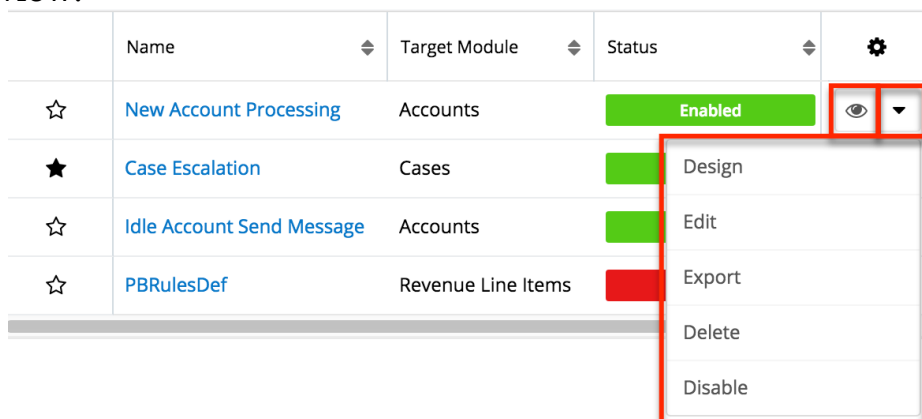 Name Target Module Status
New Account Processing Accounts Enabled
Case Escalation Cases
Design
Idle Account Send Message Accounts
Edit
PBRulesDef Revenue Line Items
Export
Delete
Disable